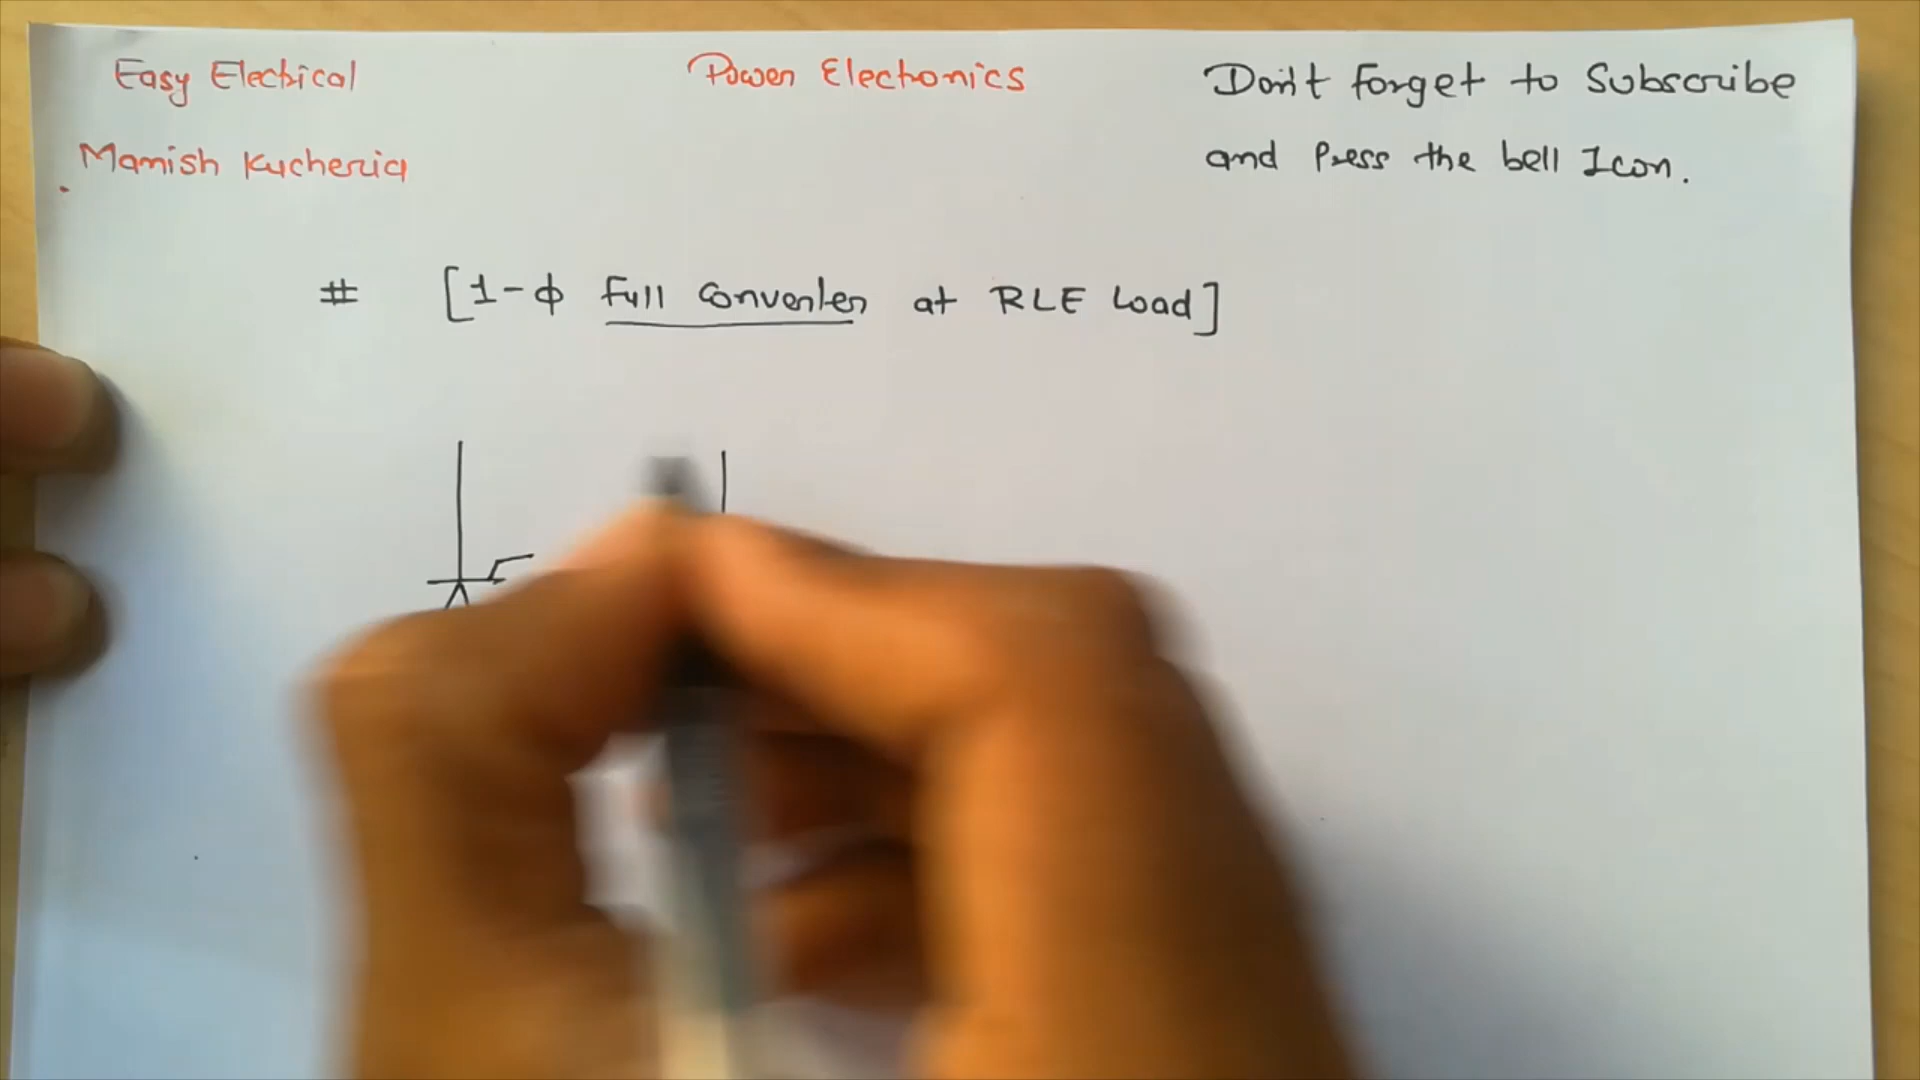 Easy Electrical
Manish Kucheria
Power Electronics
Don't forget to Subscribe
and Press the bell Icon.
# [1-ϕ full converter at RLE Load]